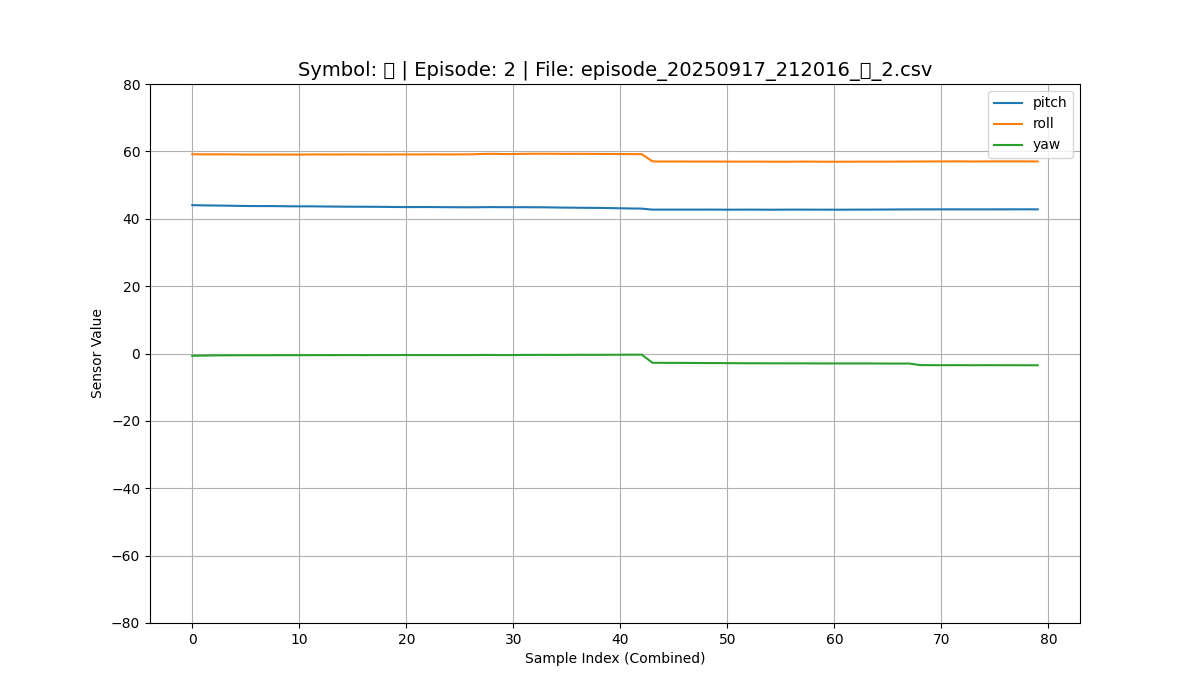 Symbol: ▯ | Episode: 2 | File: episode_20250917_212016_▯_2.csv
80
60
40
20
0
−20
−40
−60
−80
Sensor Value
pitch
roll
yaw
0 10 20 30 40 50 60 70 80
Sample Index (Combined)